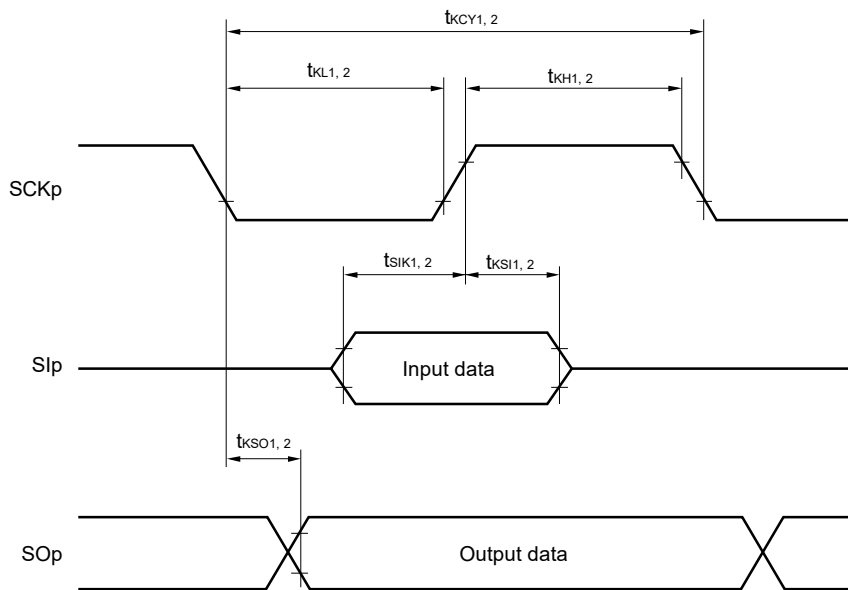 tKCY1, 2
tKL1, 2
tKH1, 2
SCKp
tSIK1, 2
tKSI1, 2
SIp
Input data
tKSO1, 2
SOp
Output data